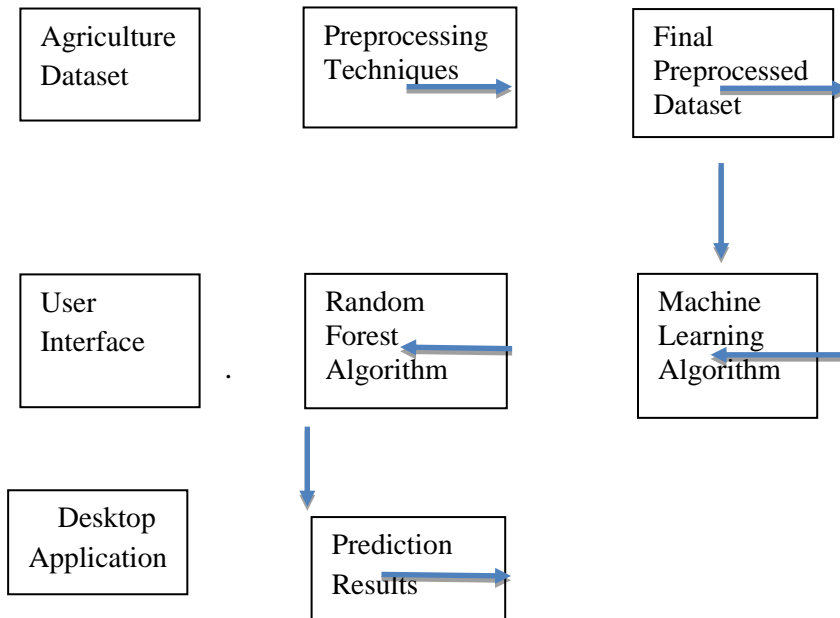 Agriculture
Dataset
Preprocessing
Techniques
Final
Preprocessed
Dataset
User
Interface
.
Random
Forest
Algorithm
Machine
Learning
Algorithm
Desktop
Application
Prediction
Results